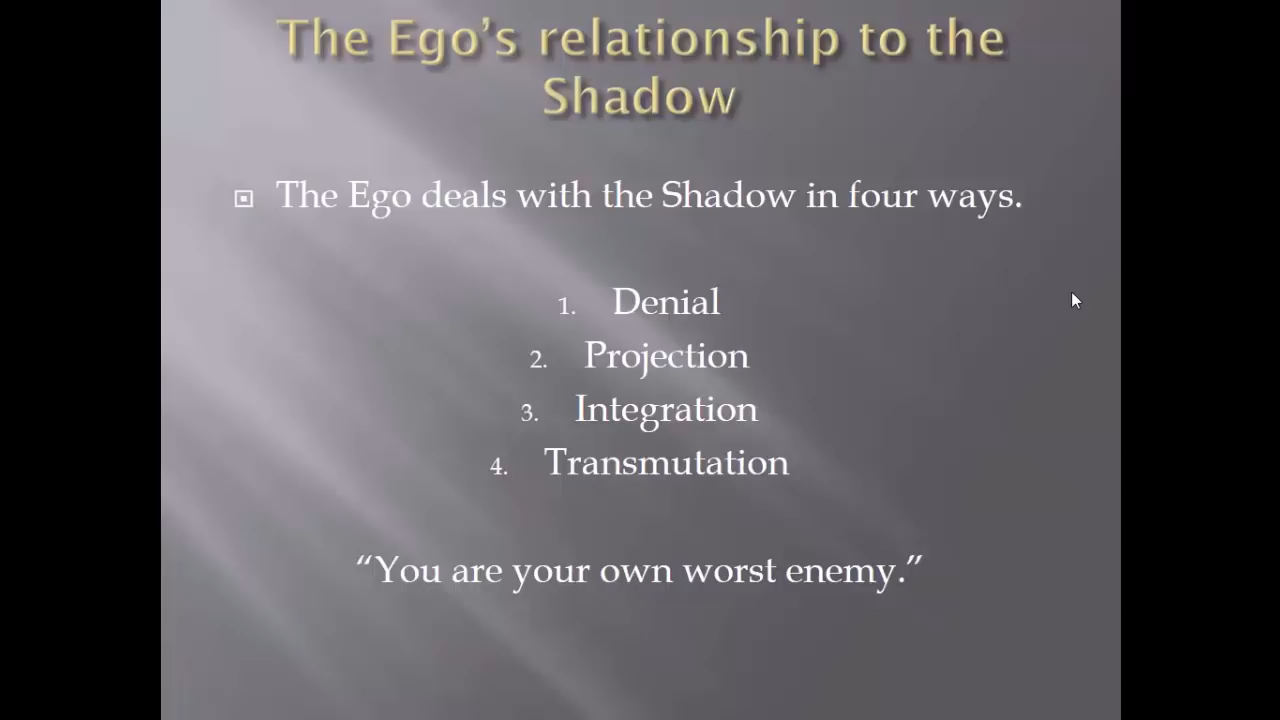 The Ego’s relationship to the
Shadow
The Ego deals with the Shadow in four ways.
1. Denial
2. Projection
3. Integration
4. Transmutation
“You are your own worst enemy.”